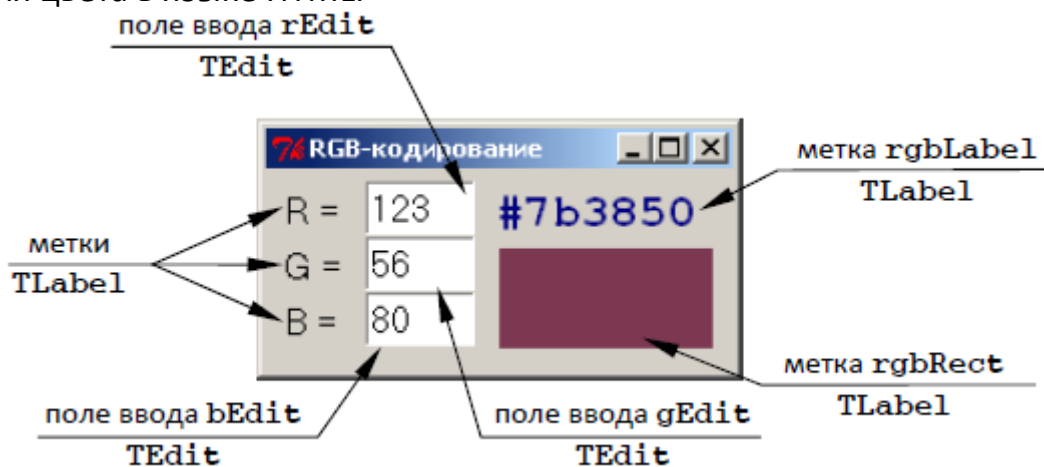 поле ввода rEdit
TEdit
RGB-кодирование
метка rgbLabel
TLabel
R = 123
#7b3850
метки
TLabel
G = 56
B = 80
метка rgbRect
TLabel
поле ввода bEdit
TEdit
поле ввода gEdit
TEdit